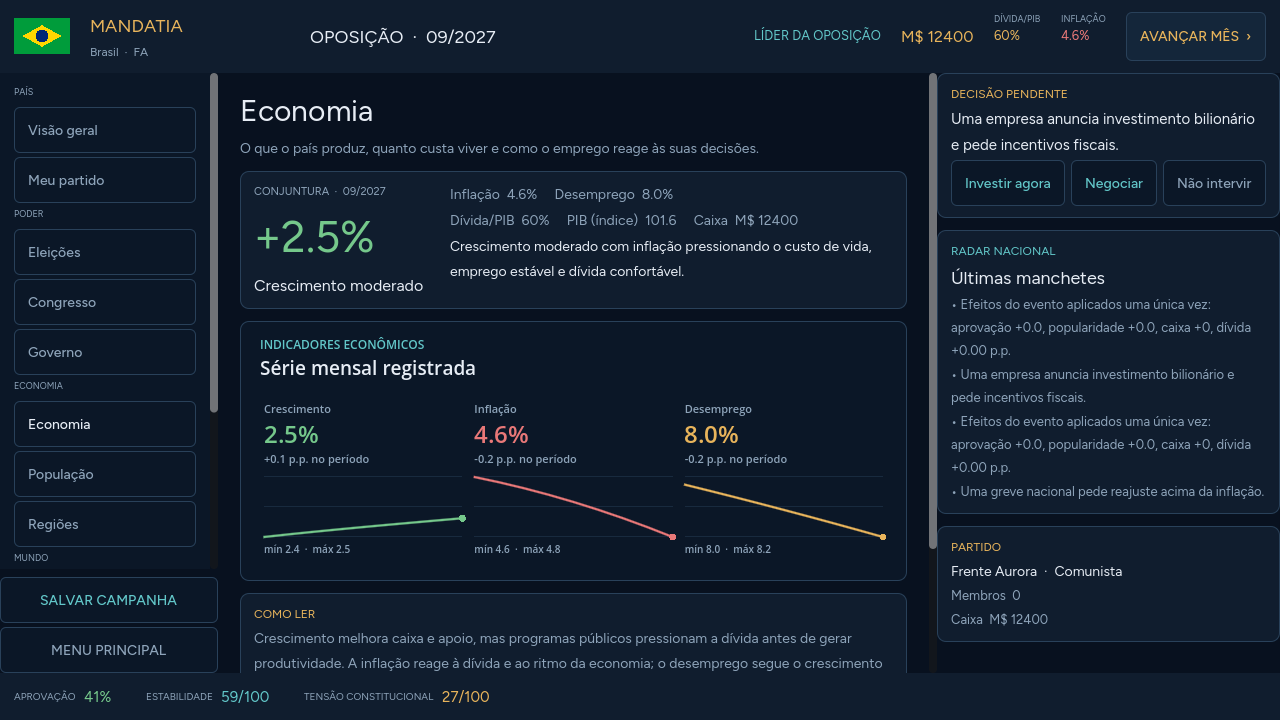 MANDATIA
Brasil · FA
OPOSIÇÃO · 09/2027
LÍDER DA OPOSIÇÃO
M$ 12400
DÍVIDA/PIB
60%
INFLAÇÃO
4.6%
AVANÇAR MÊS ›
PAÍS
Visão geral
Meu partido
PODER
Eleições
Congresso
Governo
ECONOMIA
Economia
População
Regiões
MUNDO
SALVAR CAMPANHA
MENU PRINCIPAL
Economia
O que o país produz, quanto custa viver e como o emprego reage às suas decisões.
CONJUNTURA · 09/2027
+2.5%
Crescimento moderado
Inflação 4.6% Desemprego 8.0%
Dívida/PIB 60% PIB (índice) 101.6 Caixa M$ 12400
Crescimento moderado com inflação pressionando o custo de vida,
emprego estável e dívida confortável.
INDICADORES ECONÔMICOS
Série mensal registrada
Crescimento
2.5%
+0.1 p.p. no período
mín 2.4 · máx 2.5
Inflação
4.6%
-0.2 p.p. no período
mín 4.6 · máx 4.8
Desemprego
8.0%
-0.2 p.p. no período
mín 8.0 · máx 8.2
COMO LER
Crescimento melhora caixa e apoio, mas programas públicos pressionam a dívida antes de gerar
produtividade. A inflação reage à dívida e ao ritmo da economia; o desemprego segue o crescimento
DECISÃO PENDENTE
Uma empresa anuncia investimento bilionário
e pede incentivos fiscais.
Investir agora
Negociar
Não intervir
RADAR NACIONAL
Últimas manchetes
• Efeitos do evento aplicados uma única vez:
aprovação +0.0, popularidade +0.0, caixa +0, dívida
+0.00 p.p.
• Uma empresa anuncia investimento bilionário e
pede incentivos fiscais.
• Efeitos do evento aplicados uma única vez:
aprovação +0.0, popularidade +0.0, caixa +0, dívida
+0.00 p.p.
• Uma greve nacional pede reajuste acima da inflação.
PARTIDO
Frente Aurora · Comunista
Membros 0
Caixa M$ 12400
APROVAÇÃO 41%
ESTABILIDADE 59/100
TENSÃO CONSTITUCIONAL 27/100